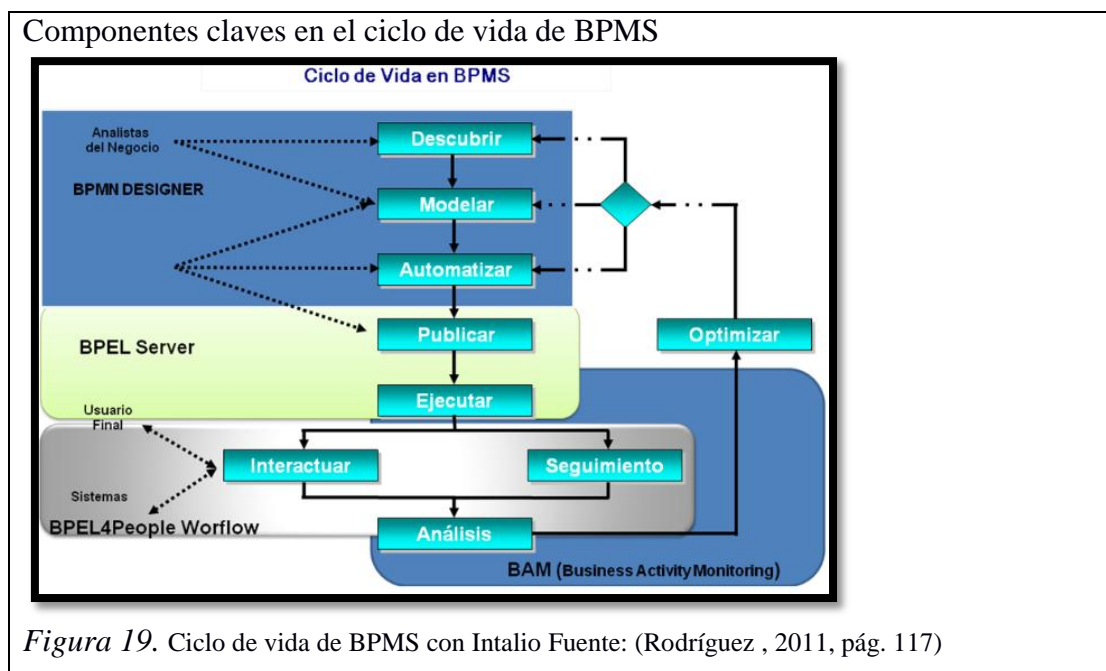 Componentes claves en el ciclo de vida de BPMS
Ciclo de Vida en BPMS
Analistas
del Negocio
BPMN DESIGNER
Descubrir
Modelar
Automatizar
BPEL Server
Publicar
Optimizar
Ejecutar
Usuario
Final
Interactuar
Seguimiento
Sistemas
BPEL4People Worflow
Análisis
BAM (Business Activity Monitoring)
Figura 19. Ciclo de vida de BPMS con Intalio Fuente: (Rodríguez , 2011, pág. 117)